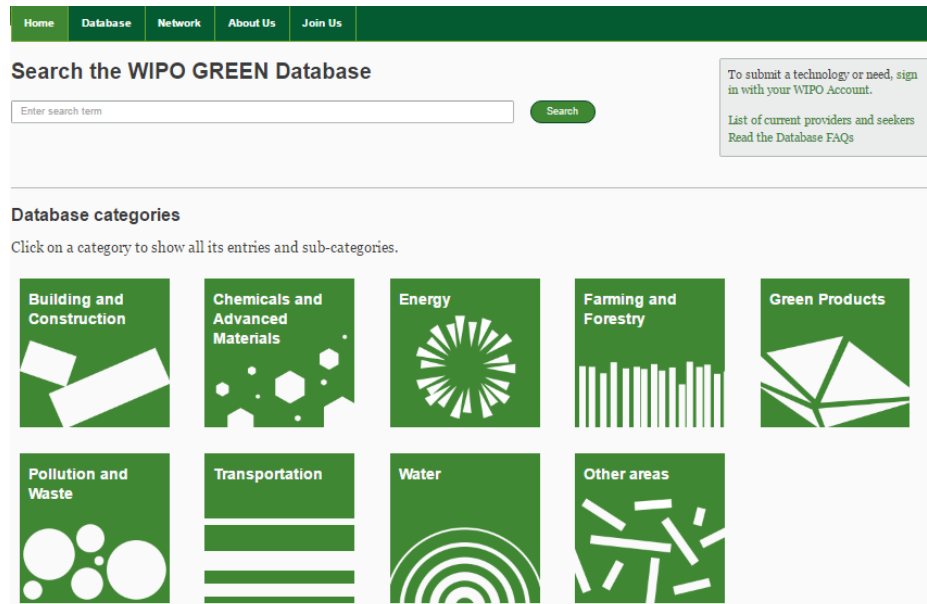 Home Database Network About Us Join Us
Search the WIPO GREEN Database
Enter search term
Search
To submit a technology or need, sign
in with your WIPO Account.
List of current providers and seekers
Read the Database FAQs
Database categories
Click on a category to show all its entries and sub-categories.
Building and
Construction
Chemicals and
Advanced
Materials
Energy
Farming and
Forestry
Green Products
Pollution and
Waste
Transportation
Water
Other areas